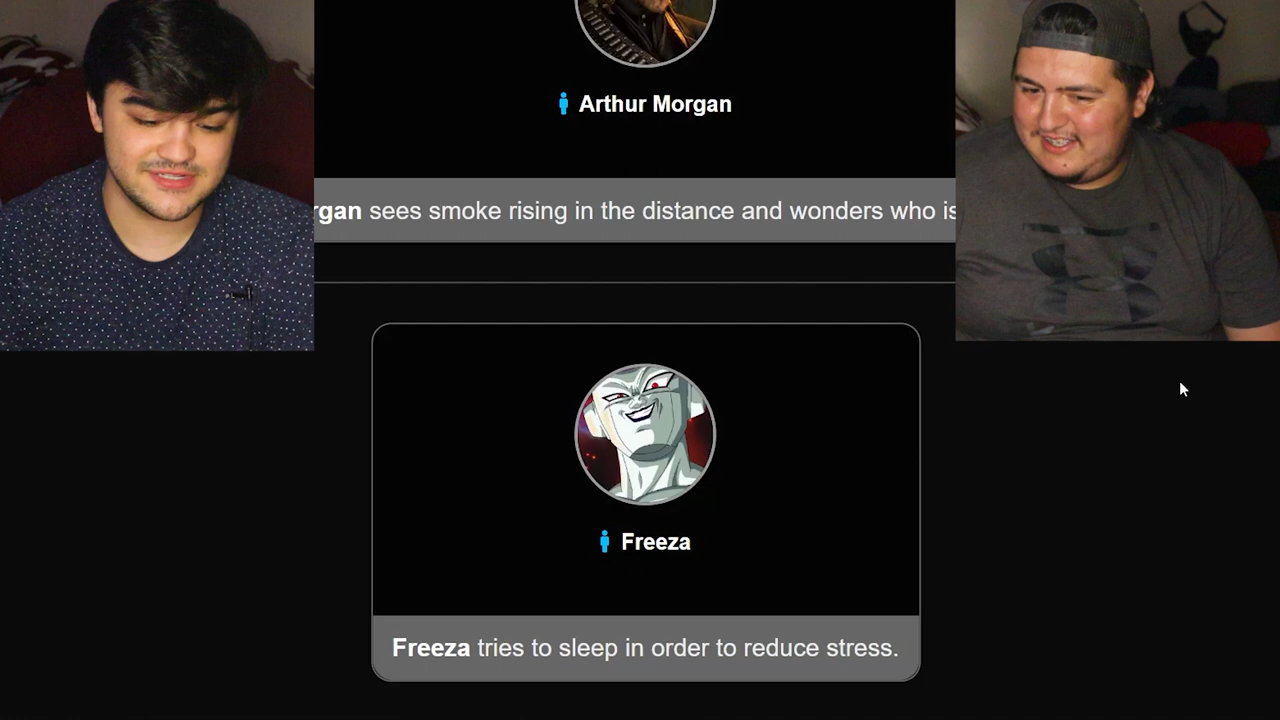 Arthur Morgan
rgan sees smoke rising in the distance and wonders who is
Freeza
Freeza tries to sleep in order to reduce stress.